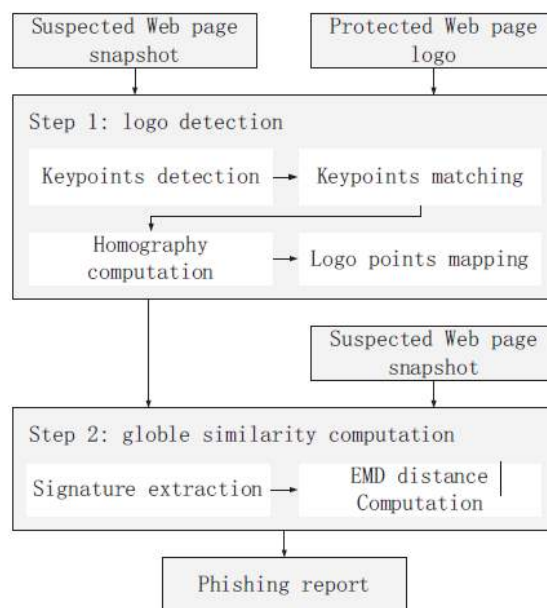 Suspected Web page
snapshot
Protected Web page
logo
Step 1: logo detection
Keypoints detection
Keypoints matching
Homography
computation
Logo points mapping
Suspected Web page
snapshot
Step 2: globle similarity computation
Signature extraction
EMD distance
Computation
Phishing report